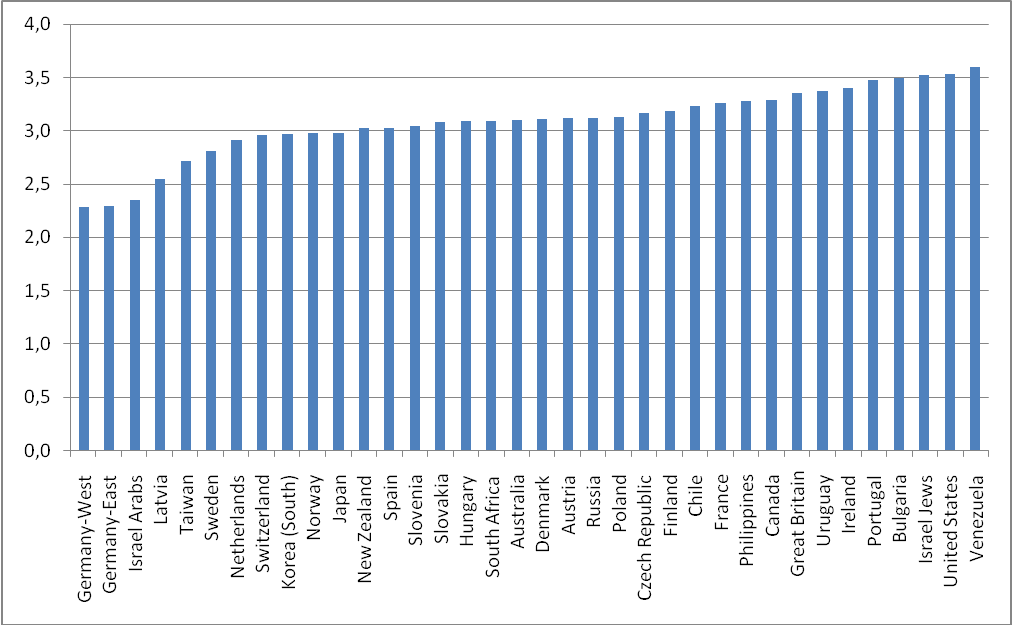 4,0
3,5
3,0
2,5
2,0
1,5
1,0
0,5
0,0
Germany-West
Germany-East
Israel Arabs
Latvia
Taiwan
Sweden
Netherlands
Switzerland
Korea (South)
Norway
Japan
New Zealand
Spain
Slovenia
Slovakia
Hungary
South Africa
Australia
Denmark
Austria
Russia
Poland
Czech Republic
Finland
Chile
France
Philippines
Canada
Great Britain
Uruguay
Ireland
Portugal
Bulgaria
Israel Jews
United States
Venezuela